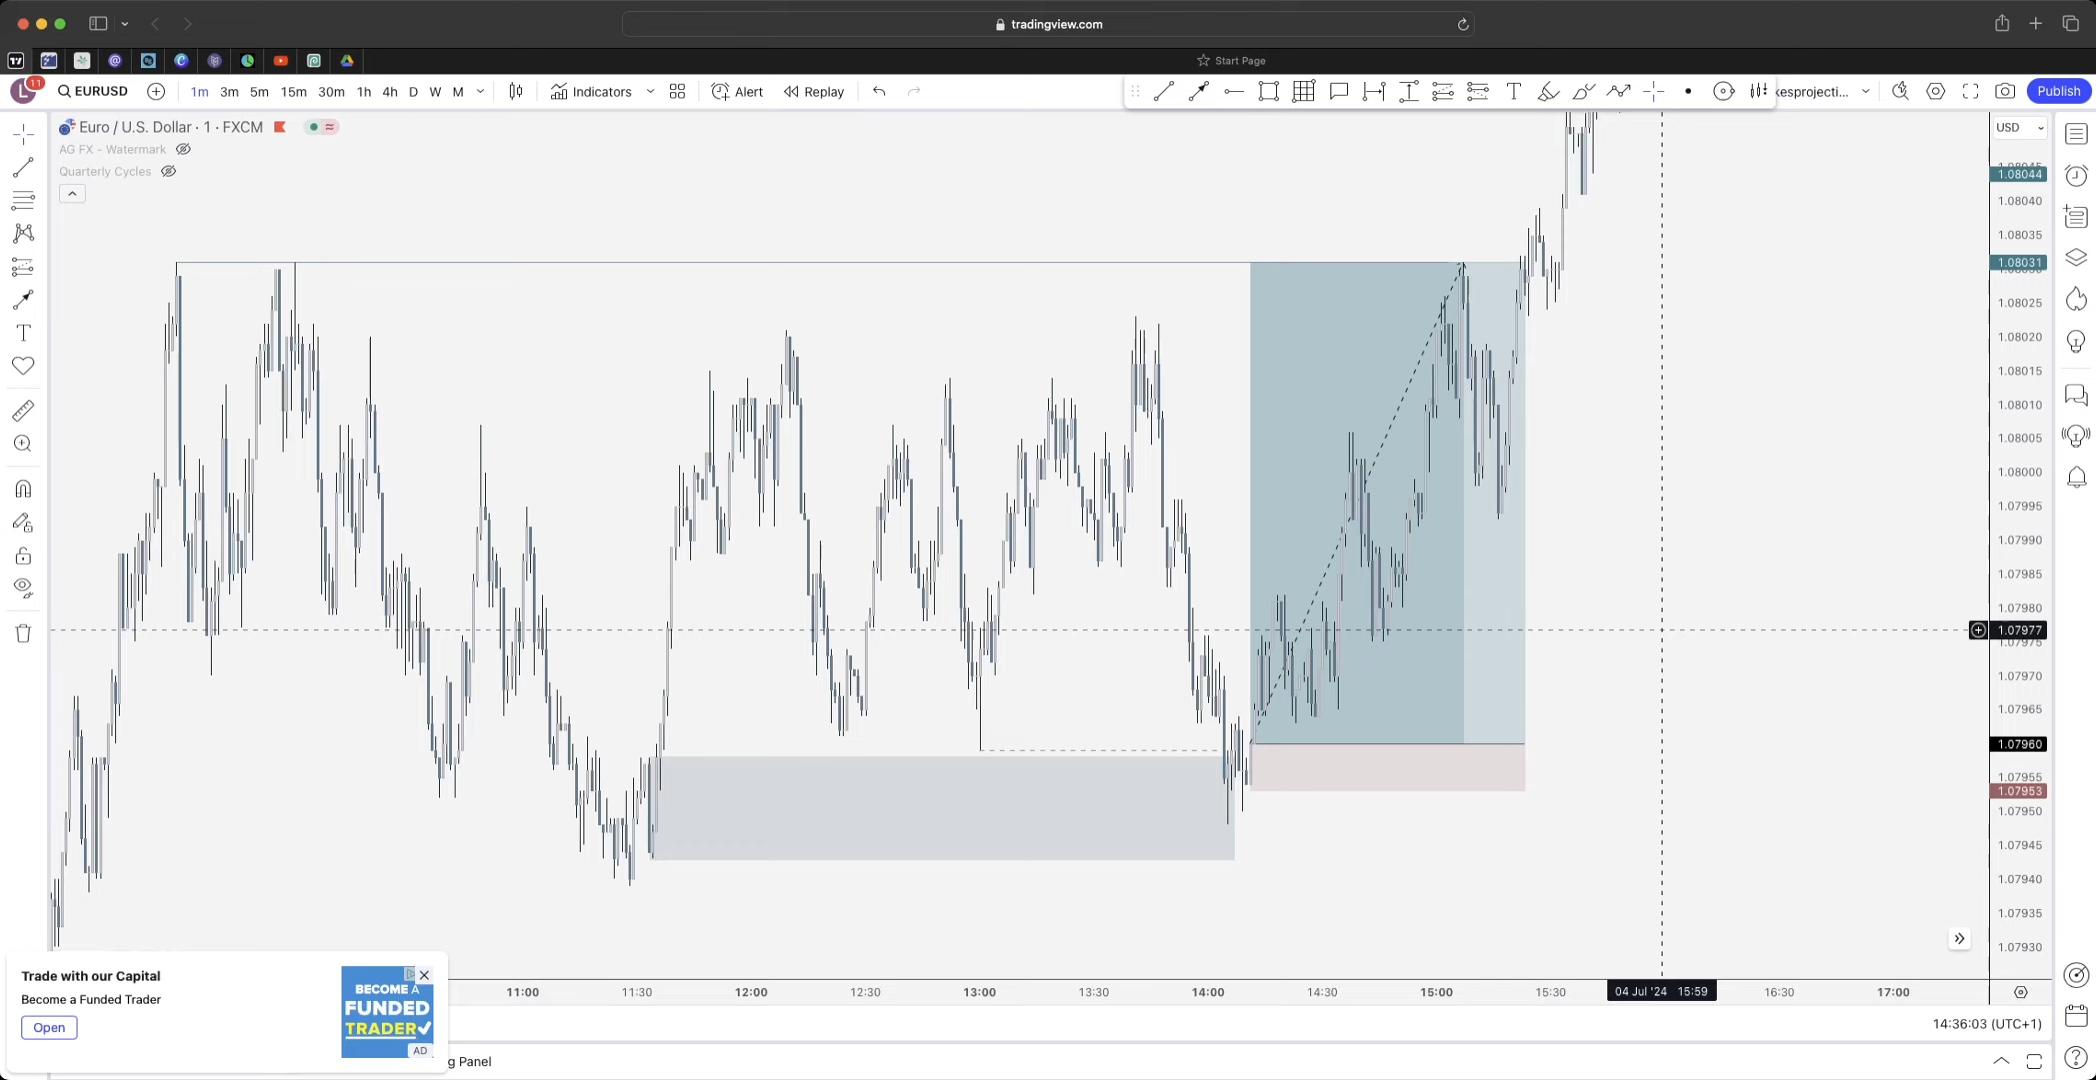 tradingview.com
Start Page
L 11 EURUSD 1m 3m 5m 15m 30m 1h 4h D W M Indicators Alert Replay kesprojecti... Publish
Euro / U.S. Dollar · 1 · FXCM
AG FX - Watermark
Quarterly Cycles
USD
1.08044
1.08040
1.08035
1.08031
1.08025
1.08020
1.08015
1.08010
1.08005
1.08000
1.07995
1.07990
1.07985
1.07980
1.07977
1.07975
1.07970
1.07965
1.07960
1.07955
1.07953
1.07950
1.07945
1.07940
1.07935
1.07930
Trade with our Capital
Become a Funded Trader
Open
BECOME A
FUNDED
TRADER
AD
11:00 11:30 12:00 12:30 13:00 13:30 14:00 14:30 15:00 15:30 04 Jul '24 15:59 16:30 17:00
14:36:03 (UTC+1)
g Panel